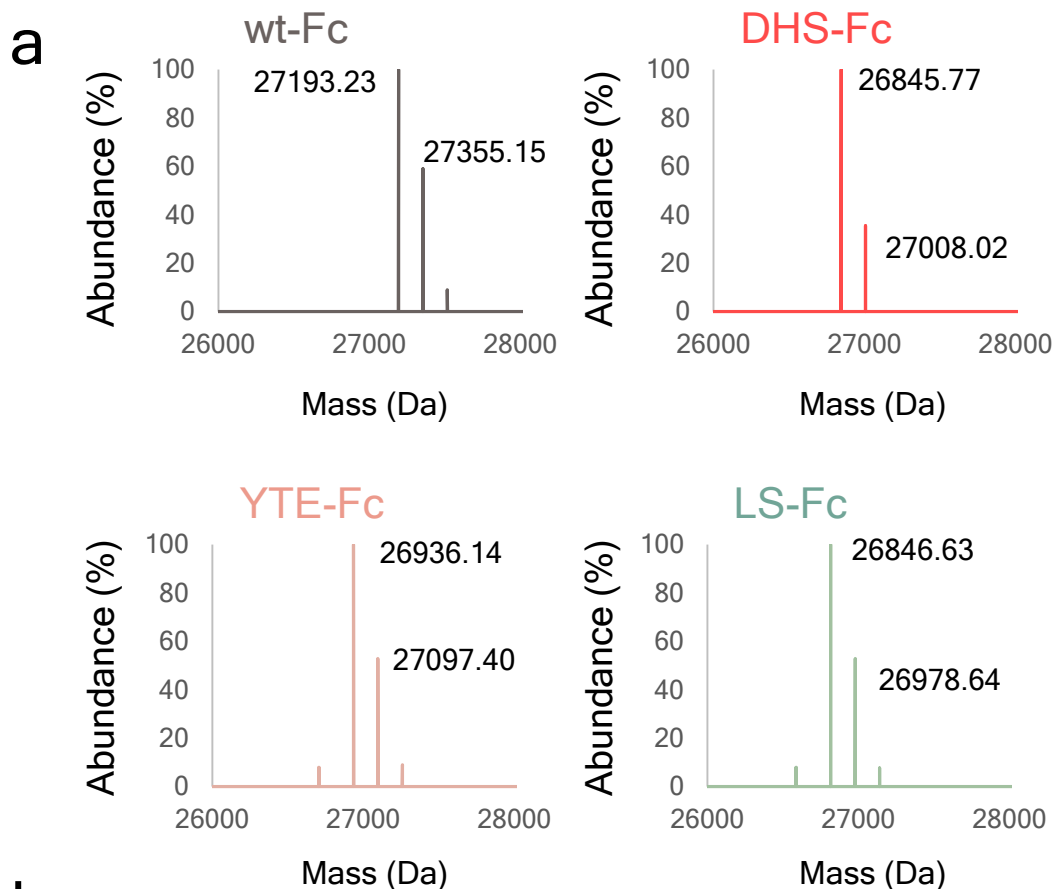 a
wt-Fc
Abundance (%)
100
80
60
40
20
0
27193.23
27355.15
26000 27000 28000
Mass (Da)
DHS-Fc
Abundance (%)
100
80
60
40
20
0
26845.77
27008.02
26000 27000 28000
Mass (Da)
YTE-Fc
Abundance (%)
100
80
60
40
20
0
26936.14
27097.40
26000 27000 28000
Mass (Da)
LS-Fc
Abundance (%)
100
80
60
40
20
0
26846.63
26978.64
26000 27000 28000
Mass (Da)